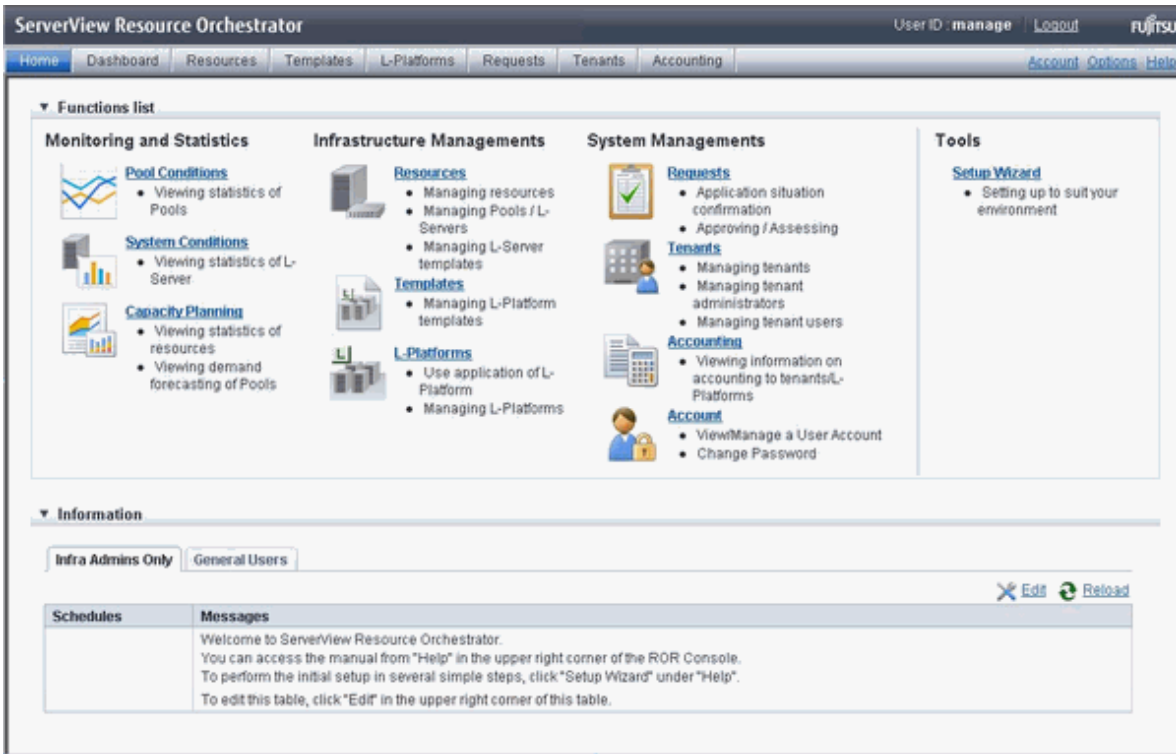 ServerView Resource Orchestrator
User ID : manage
Logout
FUJITSU
Home
Dashboard
Resources
Templates
L-Platforms
Requests
Tenants
Accounting
Account
Options
Help
Functions list
Monitoring and Statistics
Pool Conditions
• Viewing statistics of
Pools
System Conditions
• Viewing statistics of L-
Server
Capacity Planning
• Viewing statistics of
resources
• Viewing demand
forecasting of Pools
Infrastructure Managements
Resources
• Managing resources
• Managing Pools / L-
Servers
• Managing L-Server
templates
Templates
• Managing L-Platform
templates
L-Platforms
• Use application of L-
Platform
• Managing L-Platforms
System Managements
Requests
• Application situation
confirmation
• Approving / Assessing
Tenants
• Managing tenants
• Managing tenant
administrators
• Managing tenant users
Accounting
• Viewing information on
accounting to tenants/L-
Platforms
Account
• View/Manage a User Account
• Change Password
Tools
Setup Wizard
• Setting up to suit your
environment
Information
Infra Admins Only
General Users
Edit
Reload
Schedules
Messages
Welcome to ServerView Resource Orchestrator.
You can access the manual from "Help" in the upper right corner of the ROR Console.
To perform the initial setup in several simple steps, click "Setup Wizard" under "Help".
To edit this table, click "Edit" in the upper right corner of this table.